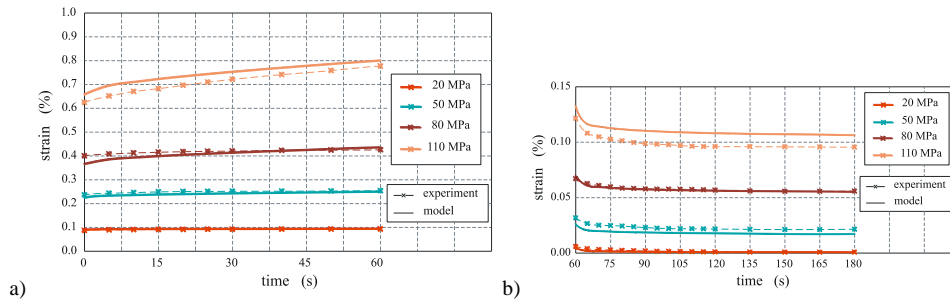 1.0
0.9
0.8
0.7
0.6
0.5
0.4
0.3
0.2
0.1
0.0
strain (%)
0 15 30 45 60
time (s)
20 MPa
50 MPa
80 MPa
110 MPa
experiment
model
a)
0.15
0.10
0.05
0.00
strain (%)
60 75 90 105 120 135 150 165 180
time (s)
20 MPa
50 MPa
80 MPa
110 MPa
experiment
model
b)